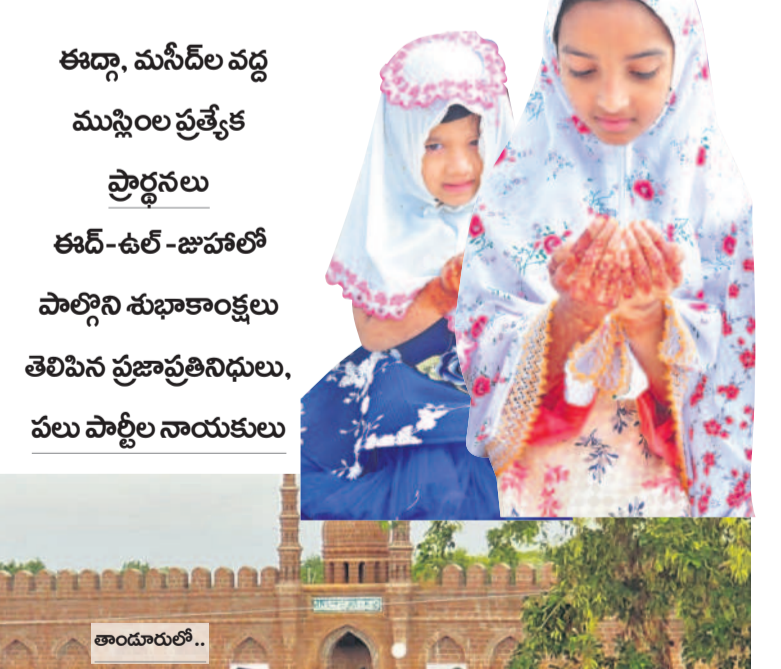 ఈద్గా, మసీద్‌ల వద్ద
ముస్లింల ప్రత్యేక
ప్రార్థనలు
ఈద్-ఉల్-జుహాలో
పాల్గొని శుభాకాంక్షలు
తెలిపిన ప్రజాప్రతినిధులు,
పలు పార్టీల నాయకులు
తాండూరులో..